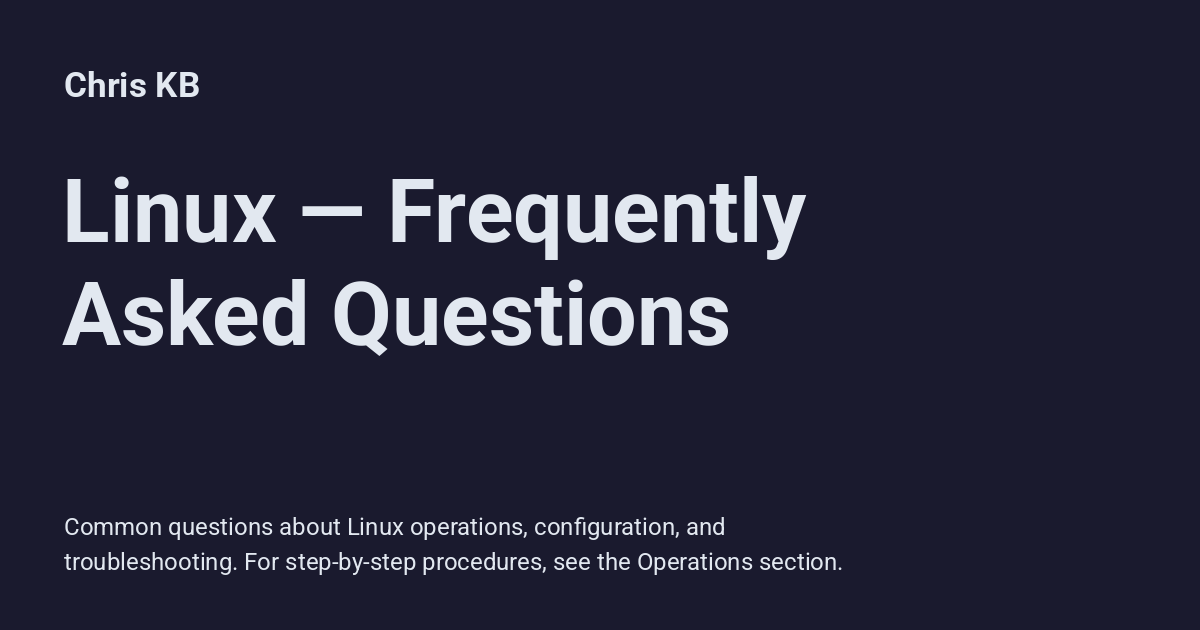 Chris KB
Linux — Frequently
Asked Questions
Common questions about Linux operations, configuration, and
troubleshooting. For step-by-step procedures, see the Operations section.